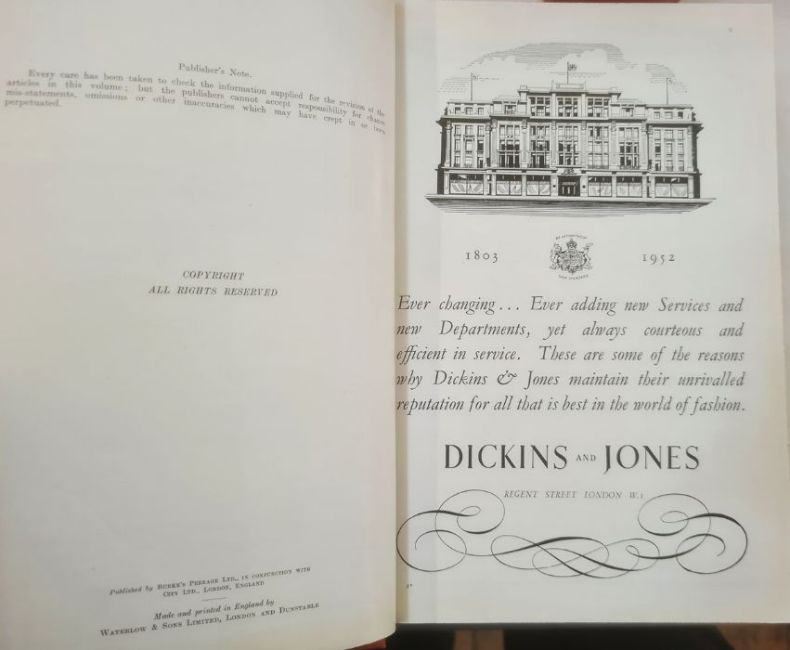 Publisher's Note.
Every care has been taken to check the information supplied for the revision of the
articles in this volume; but the publishers cannot accept responsibility for chance
mis-statements, omissions or other inaccuracies which may have crept in or been
perpetuated.
COPYRIGHT
ALL RIGHTS RESERVED
Published by BURKE'S PEERAGE LTD., IN CONJUNCTION WITH
CITY LTD., LONDON, ENGLAND
Made and printed in England by
WATERLOW & SONS LIMITED, LONDON AND DUNSTABLE
1803
1952
Ever changing... Ever adding new Services and
new Departments, yet always courteous and
efficient in service. These are some of the reasons
why Dickins & Jones maintain their unrivalled
reputation for all that is best in the world of fashion.
DICKINS AND JONES
REGENT STREET LONDON W.1